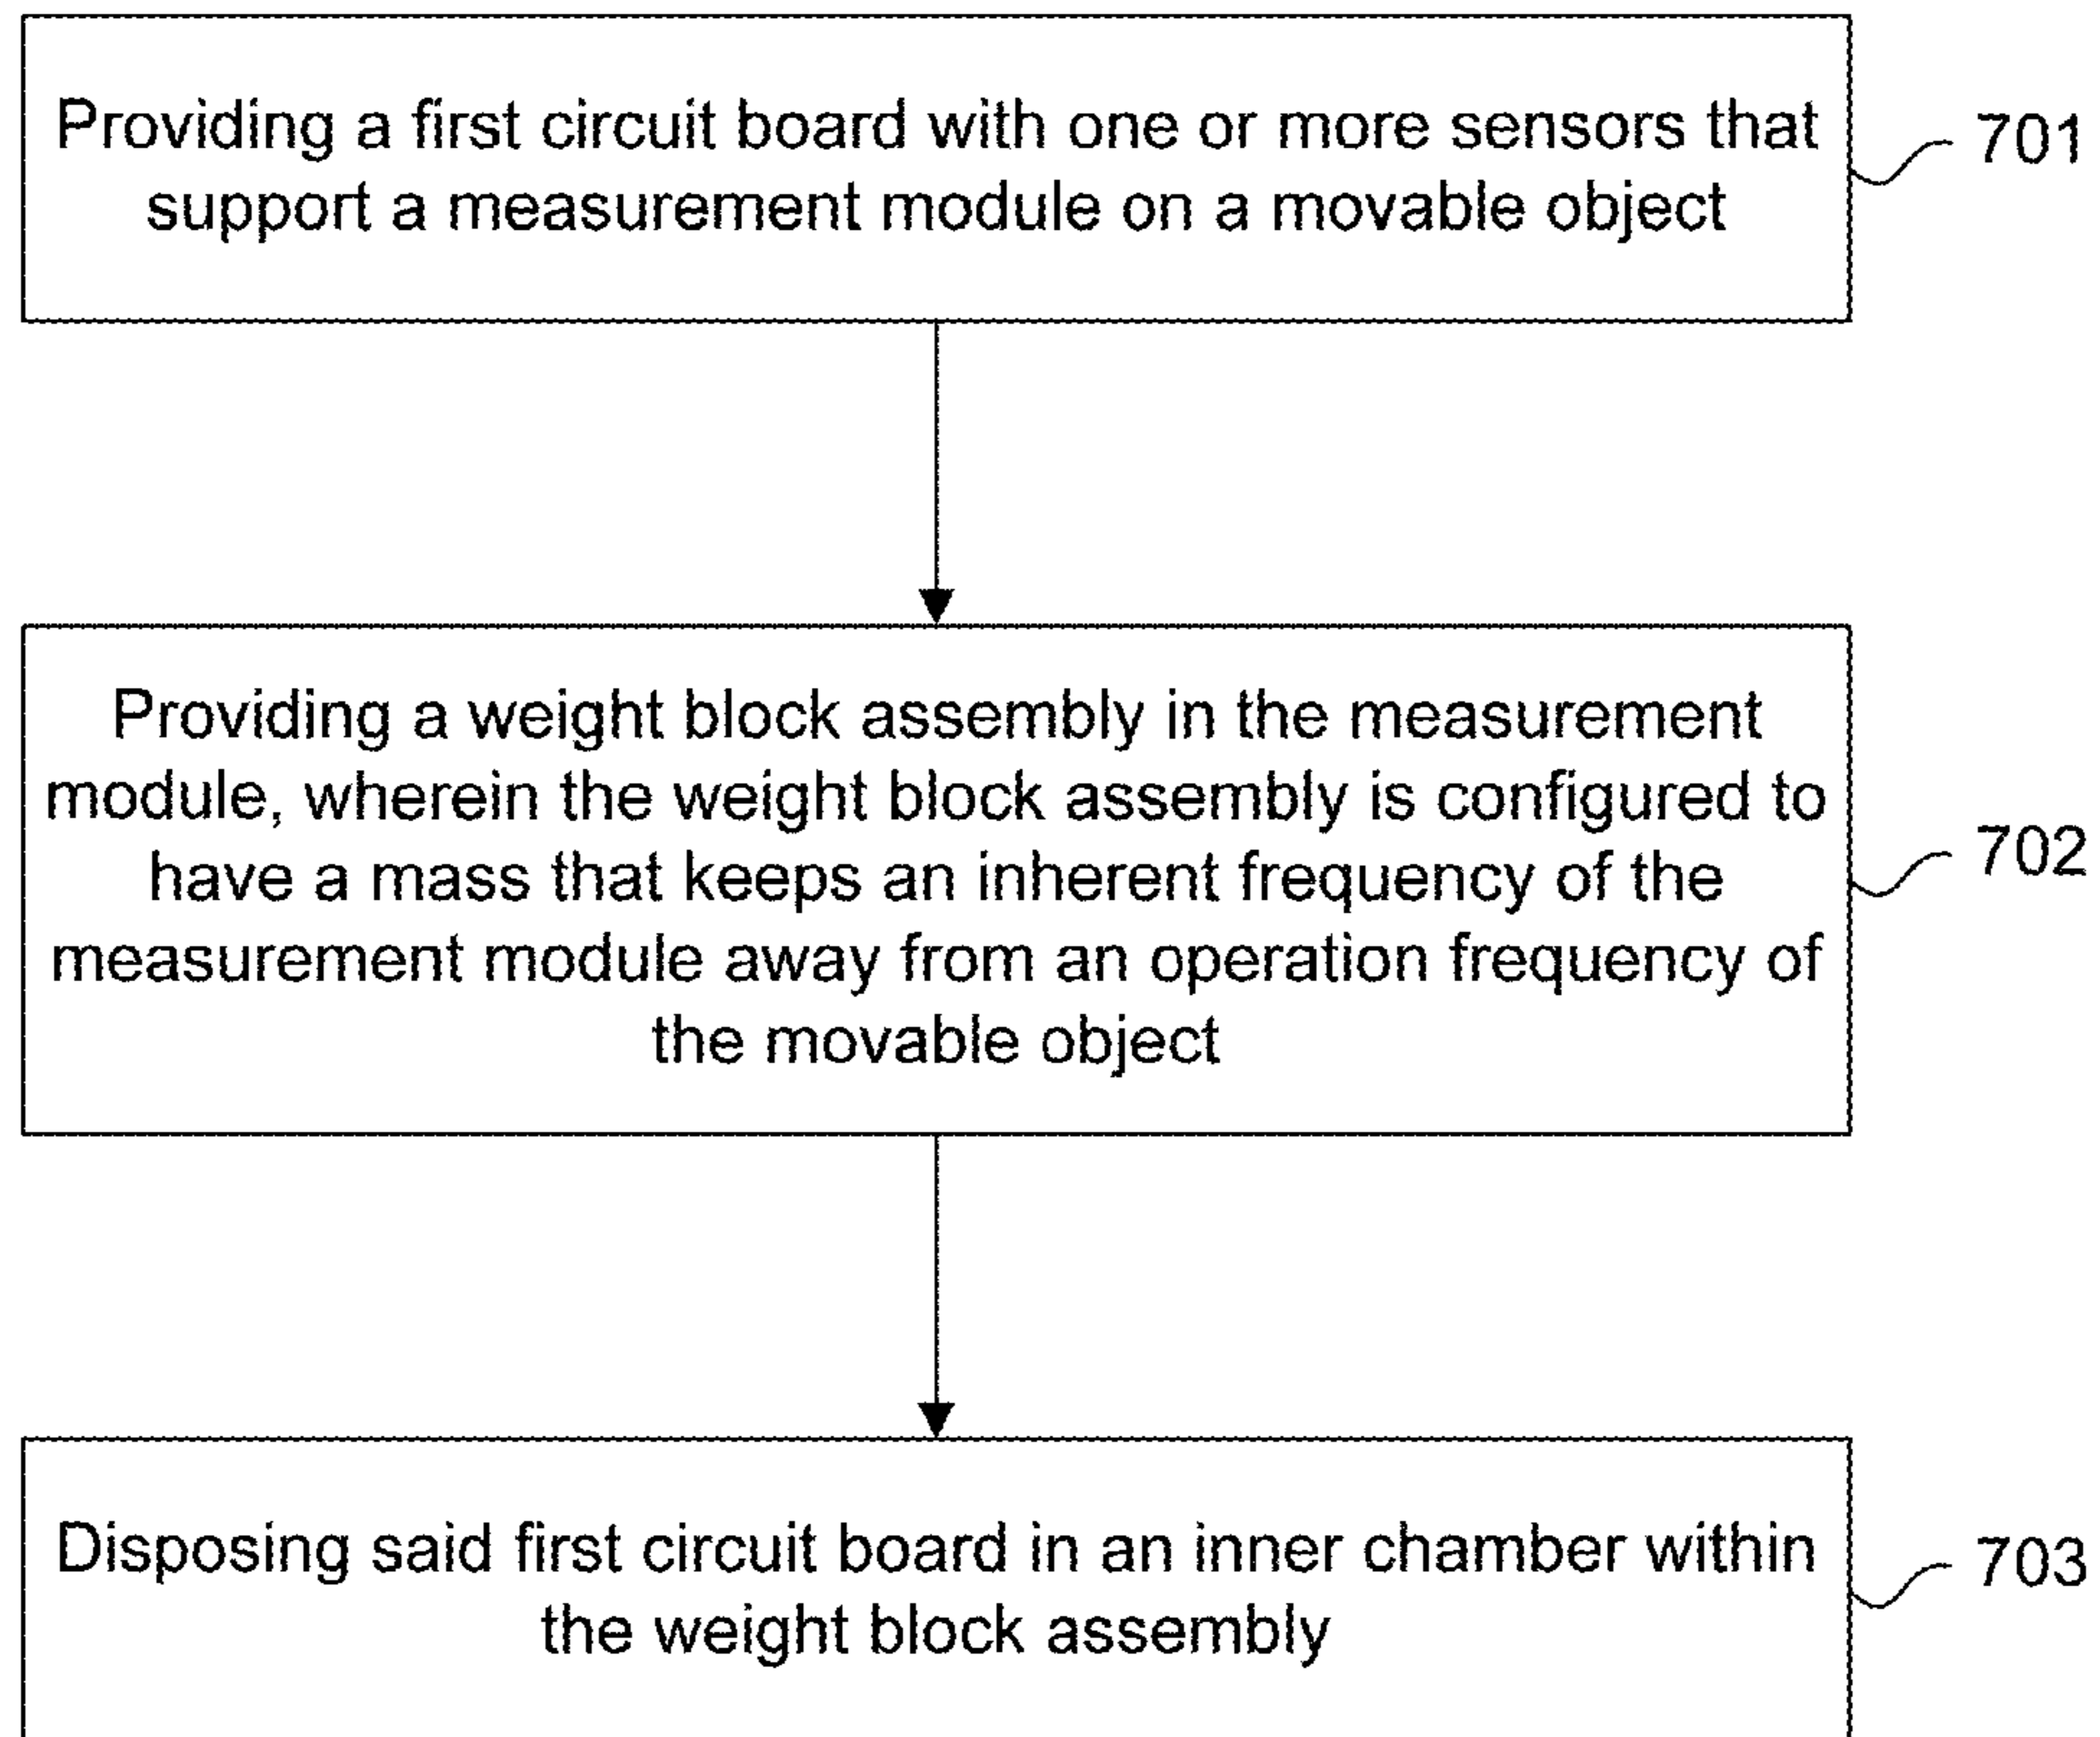 Providing a first circuit board with one or more sensors that
support a measurement module on a movable object
701
Providing a weight block assembly in the measurement
module, wherein the weight block assembly is configured to
have a mass that keeps an inherent frequency of the
measurement module away from an operation frequency of
the movable object
702
Disposing said first circuit board in an inner chamber within
the weight block assembly
703